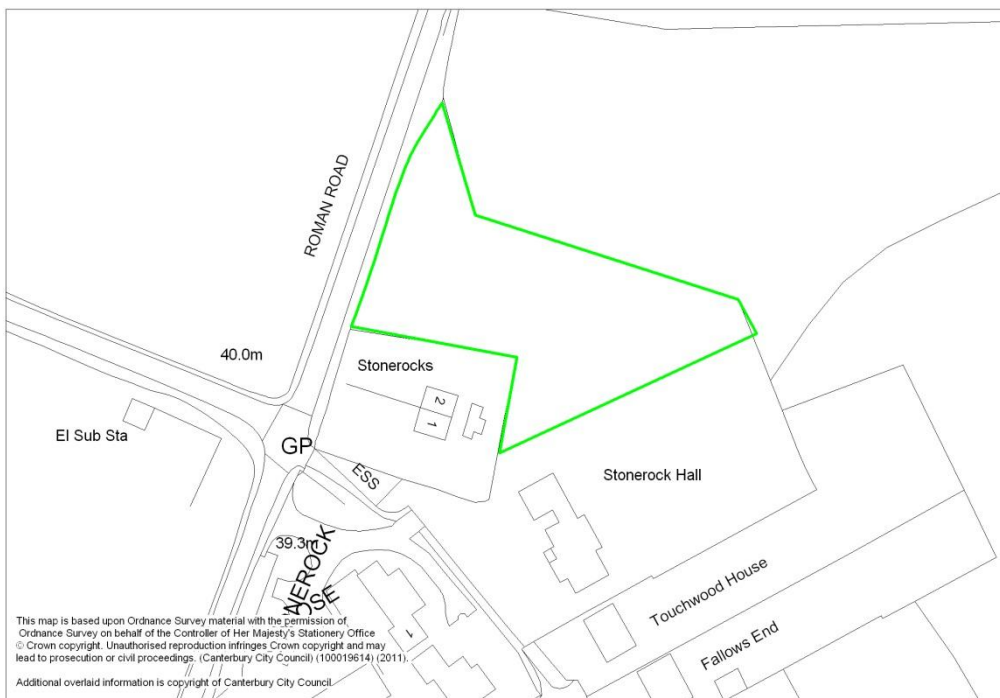 ROMAN ROAD
40.0m
Stonerocks
2
1
El Sub Sta
GP
ESS
Stonerock Hall
39.3m
NEROCK
OSE
1
Touchwood House
Fallows End
This map is based upon Ordnance Survey material with the permission of
Ordnance Survey on behalf of the Controller of Her Majesty's Stationery Office
© Crown copyright. Unauthorised reproduction infringes Crown copyright and may
lead to prosecution or civil proceedings. (Canterbury City Council) (100019614) (2011).
Additional overlaid information is copyright of Canterbury City Council.